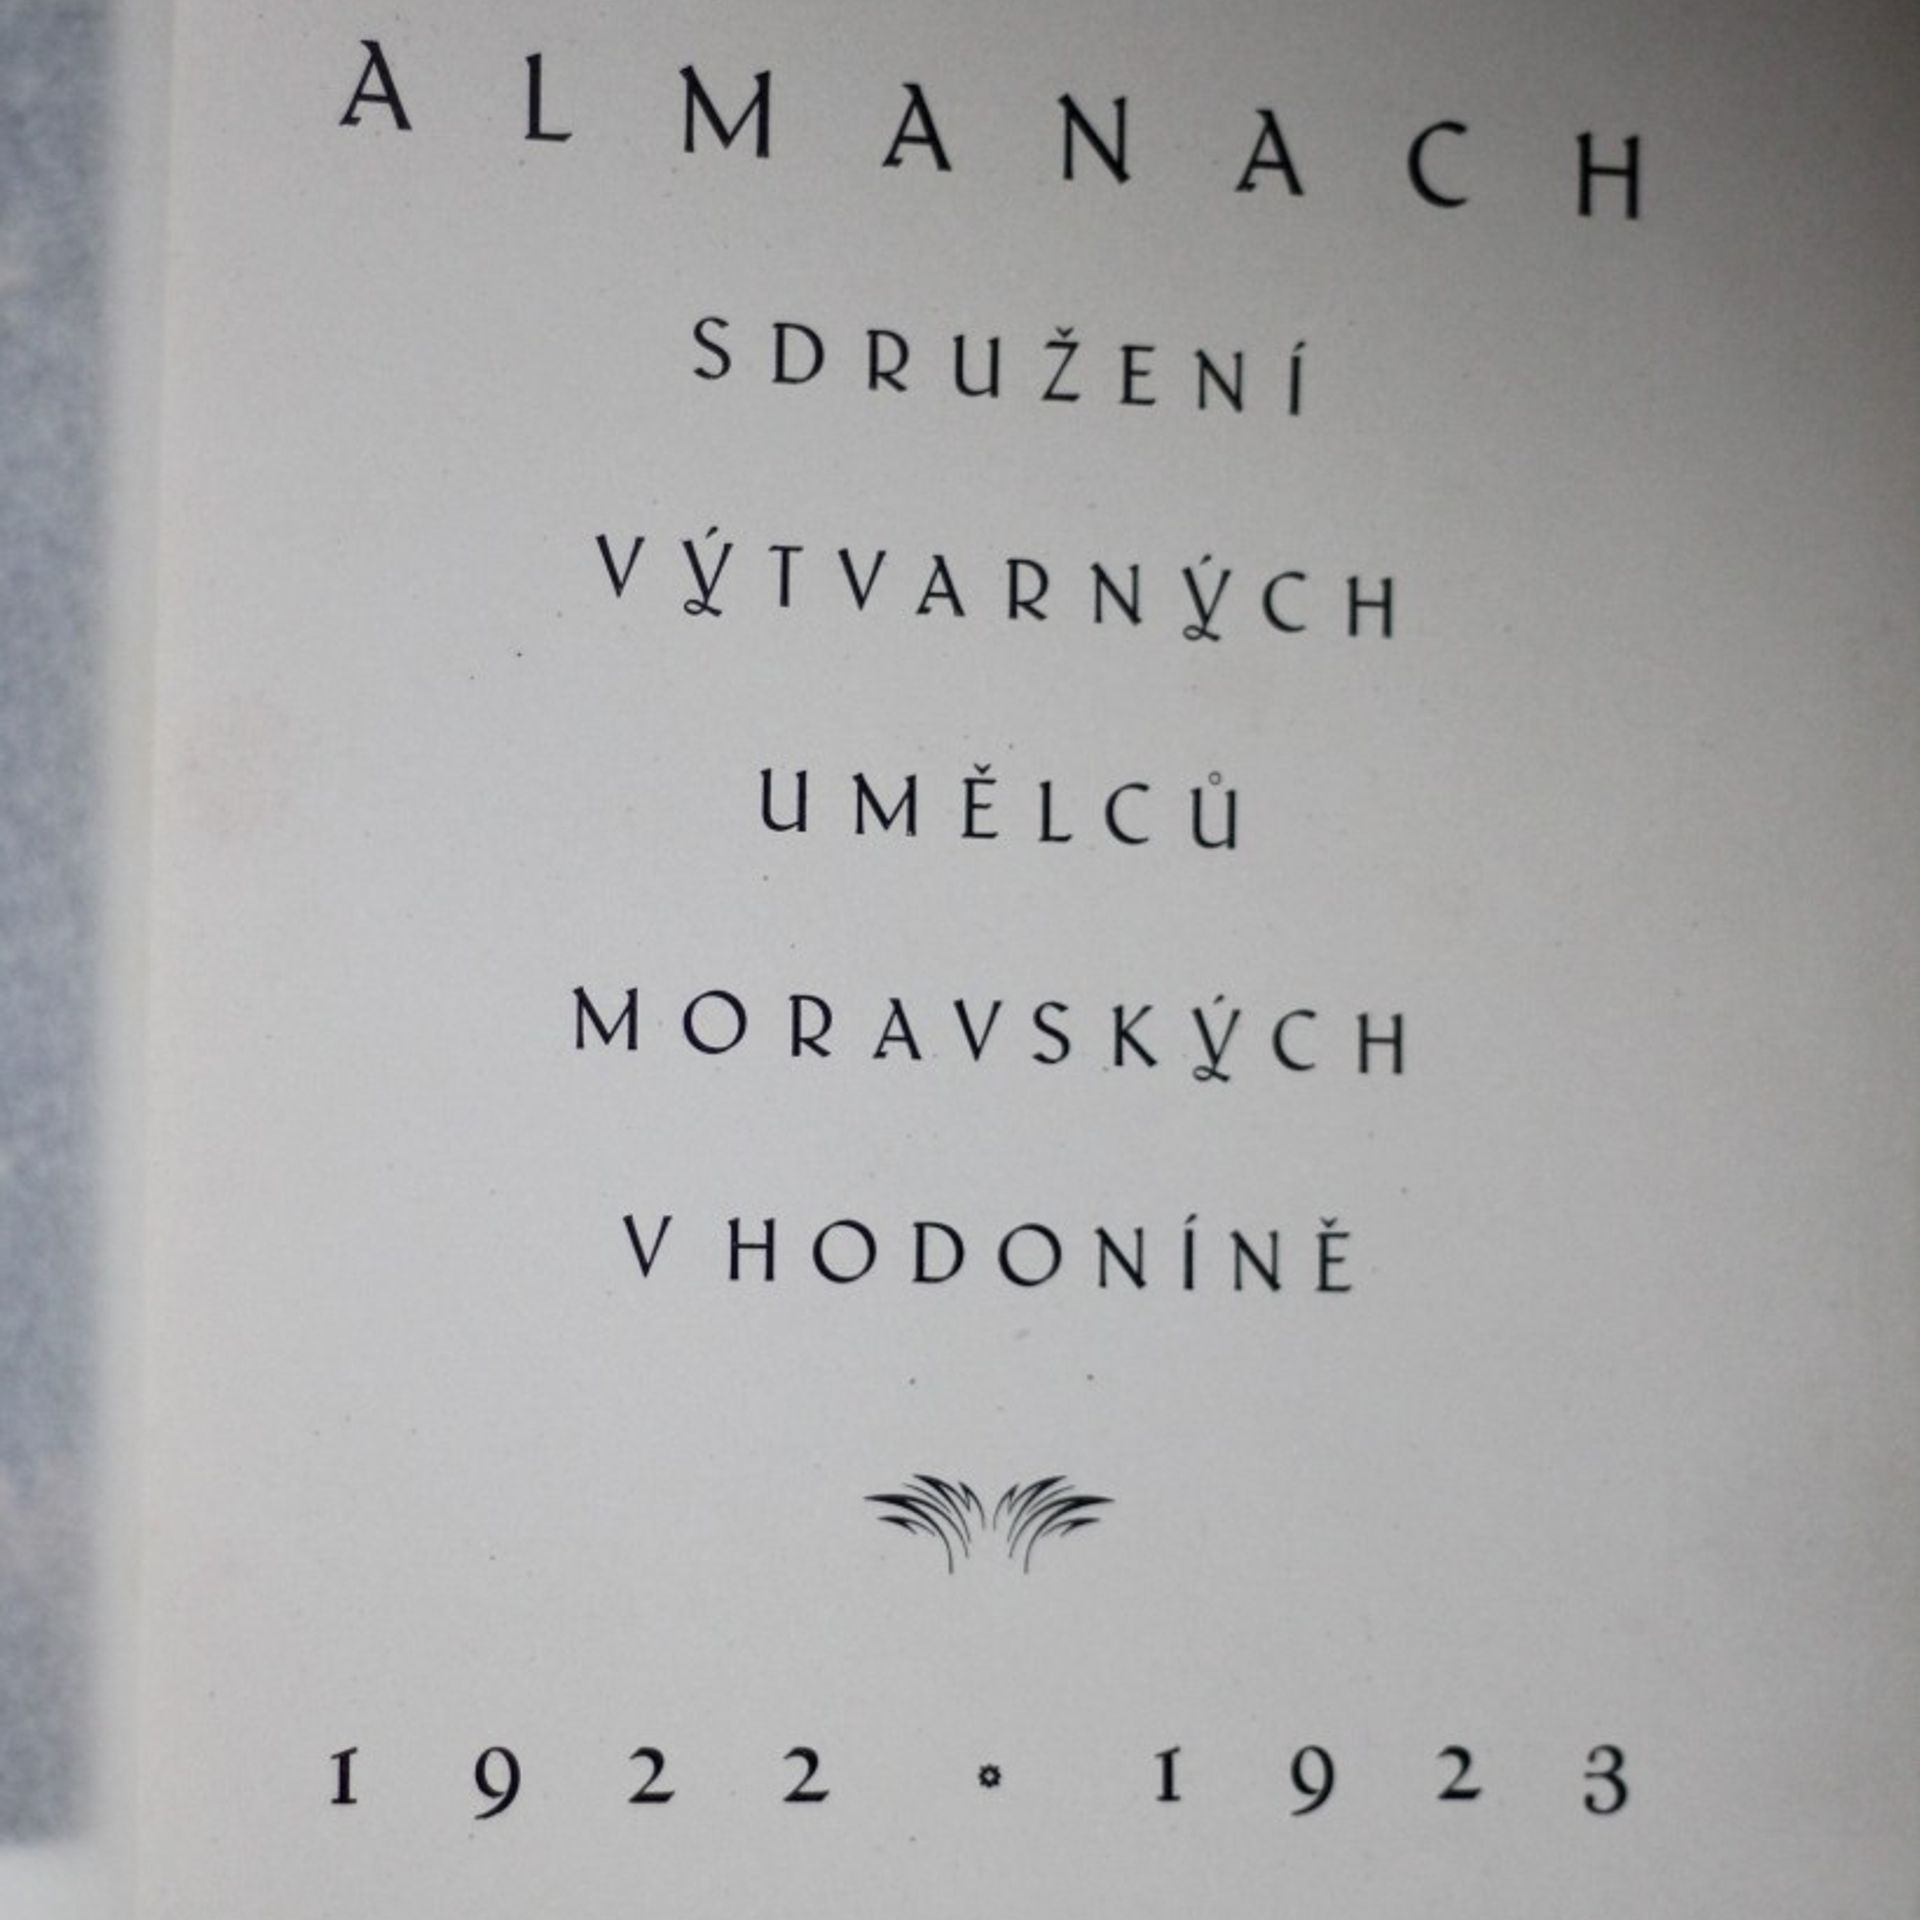 ALMANACH
SDRUŽENÍ
VÝTVARNÝCH
UMĚLCŮ
MORAVSKÝCH
V HODONÍNĚ
1922 * 1923